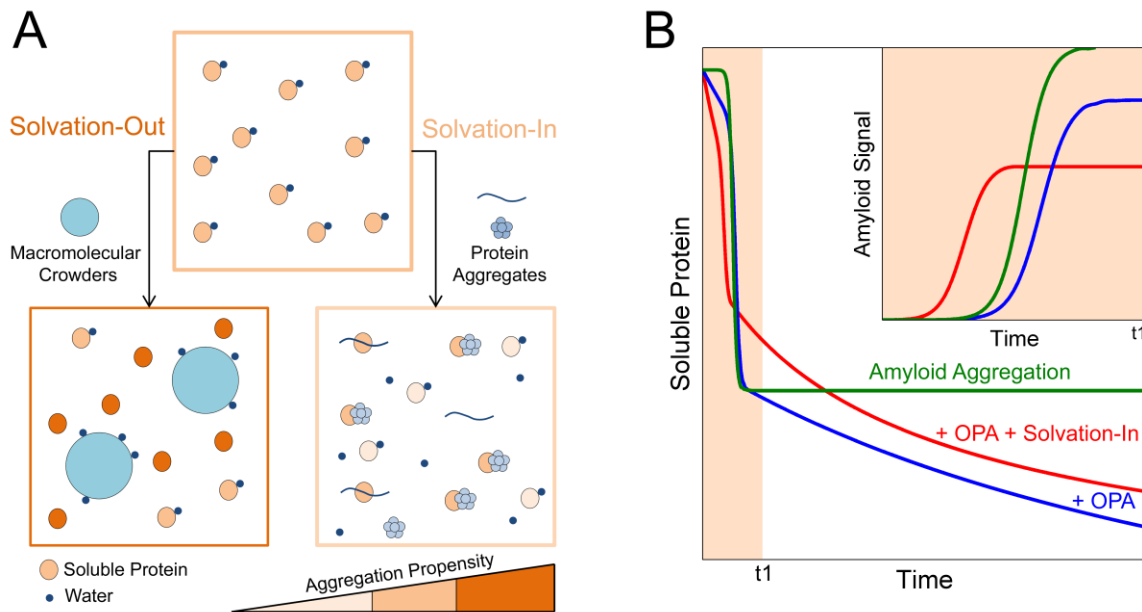 A
Solvation-Out
Solvation-In
Macromolecular
Crowders
Protein
Aggregates
Soluble Protein
Water
Aggregation Propensity
B
Soluble Protein
Amyloid Signal
Time
t1
Amyloid Aggregation
+ OPA + Solvation-In
+ OPA
t1
Time